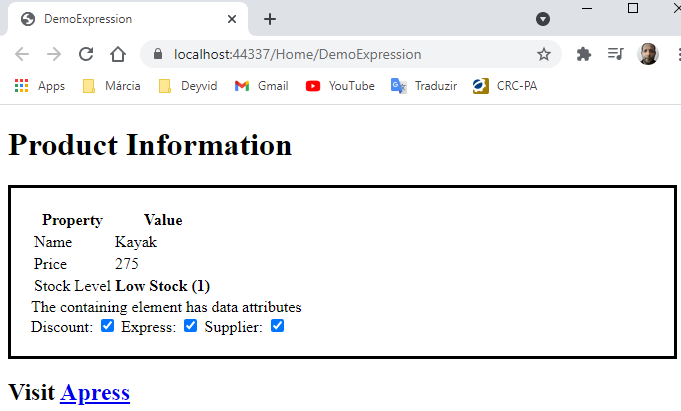 DemoExpression
localhost:44337/Home/DemoExpression
Apps Márcia Deyvid Gmail YouTube Traduzir CRC-PA
Product Information
Property Value
Name Kayak
Price 275
Stock Level Low Stock (1)
The containing element has data attributes
Discount: Express: Supplier:
Visit Apress